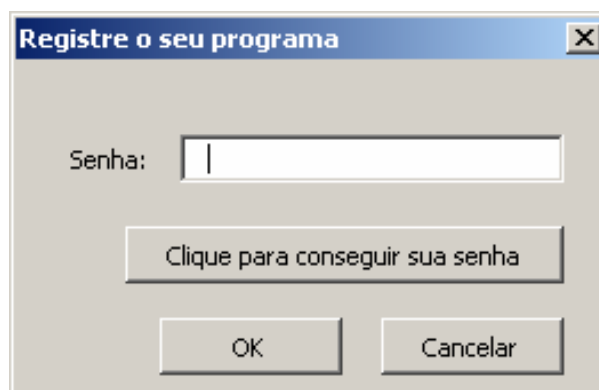 Registre o seu programa
Senha:
Clique para conseguir sua senha
OK Cancelar